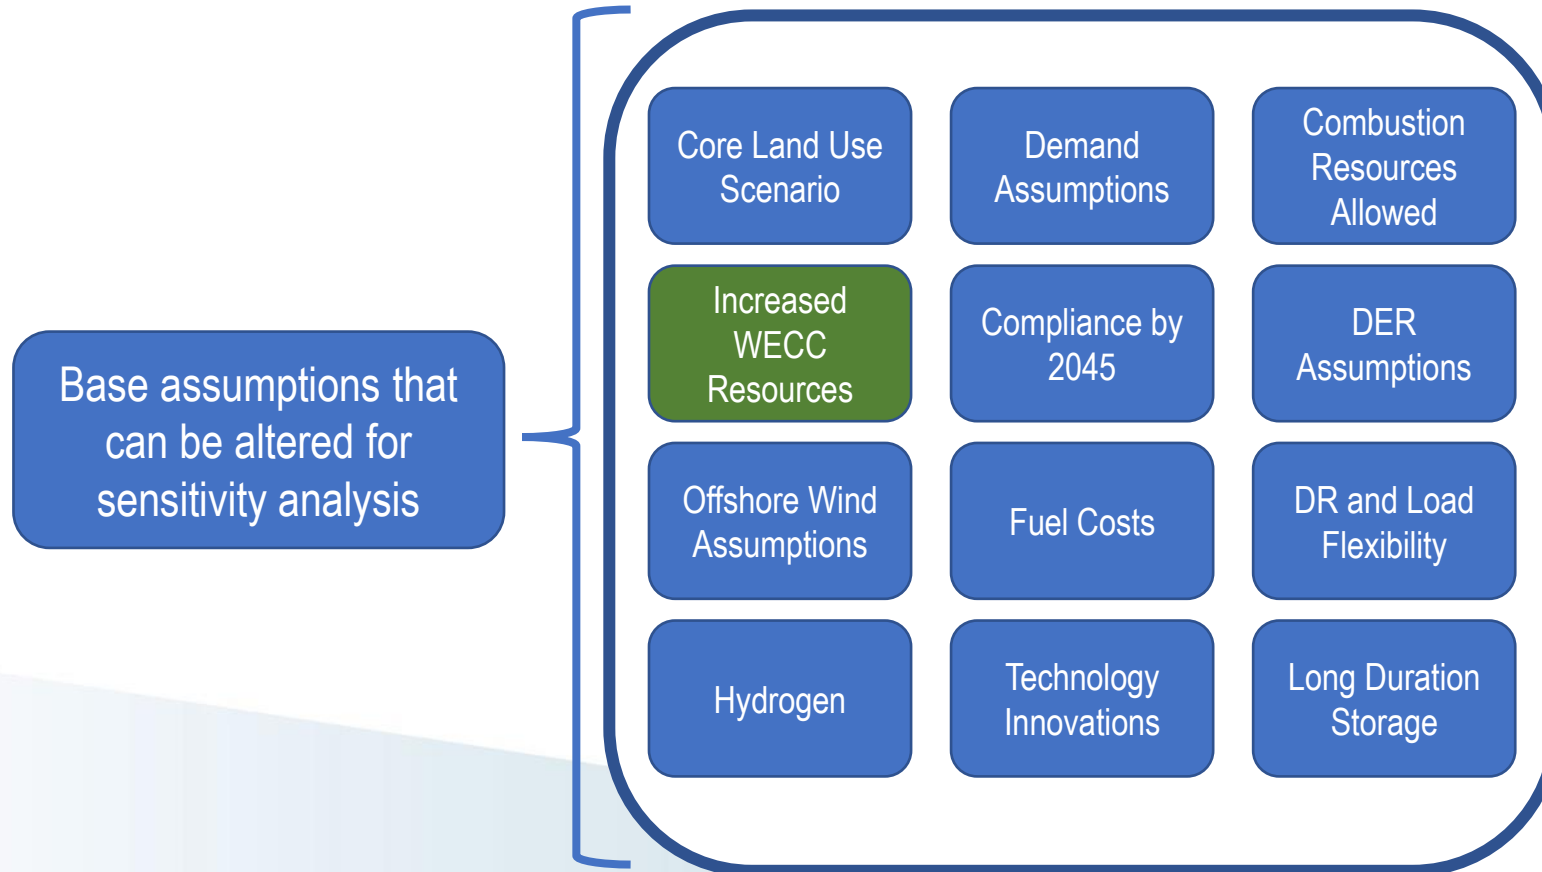 Base assumptions that
can be altered for
sensitivity analysis
Core Land Use
Scenario
Demand
Assumptions
Combustion
Resources
Allowed
Increased
WECC
Resources
Compliance by
2045
DER
Assumptions
Offshore Wind
Assumptions
Fuel Costs
DR and Load
Flexibility
Hydrogen
Technology
Innovations
Long Duration
Storage